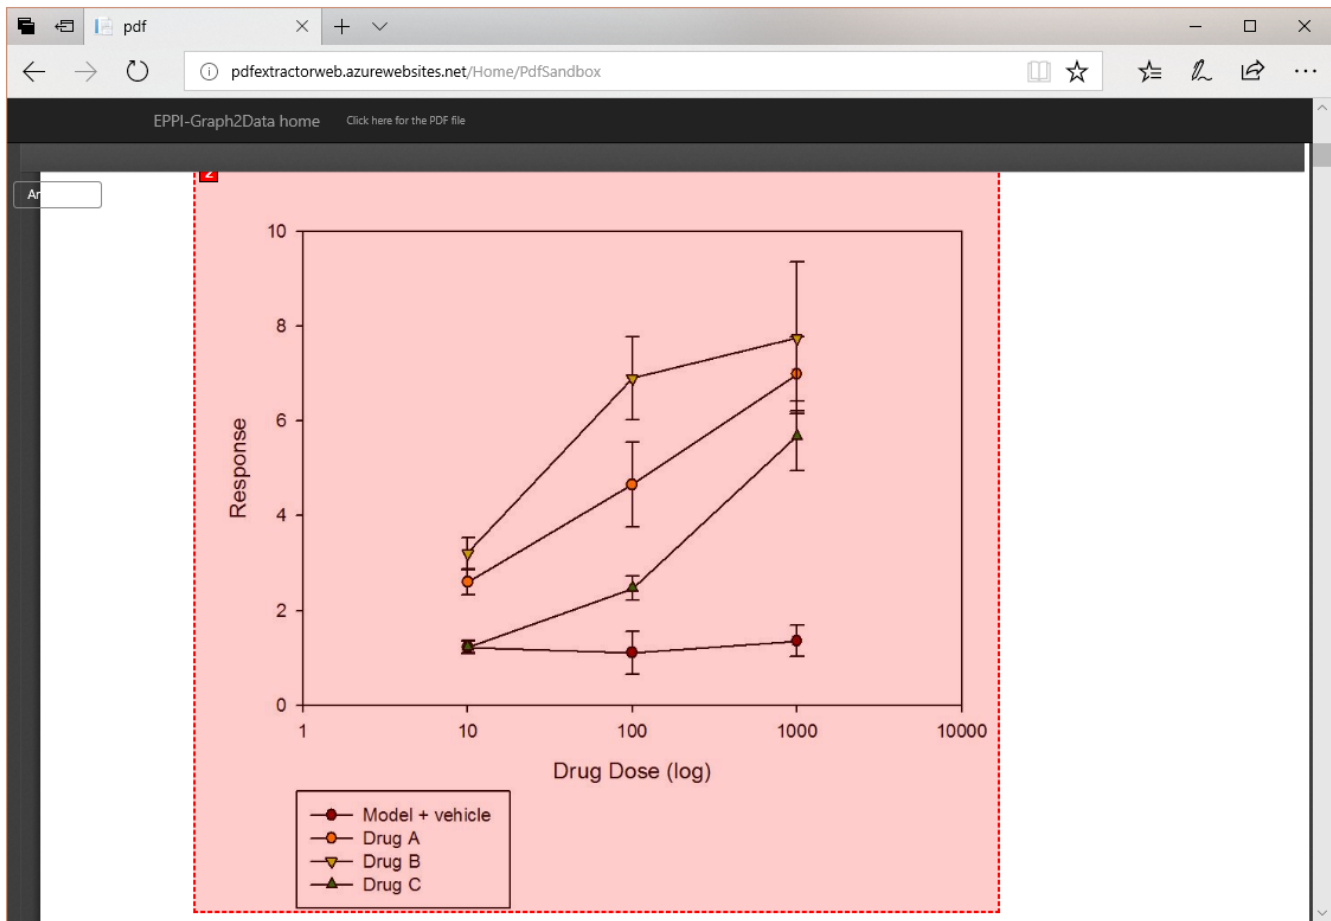 pdf
pdfextractorweb.azurewebsites.net/Home/PdfSandbox
EPPI-Graph2Data home Click here for the PDF file
2
Ar
10
8
6
4
2
0
Response
1 10 100 1000 10000
Drug Dose (log)
Model + vehicle
Drug A
Drug B
Drug C